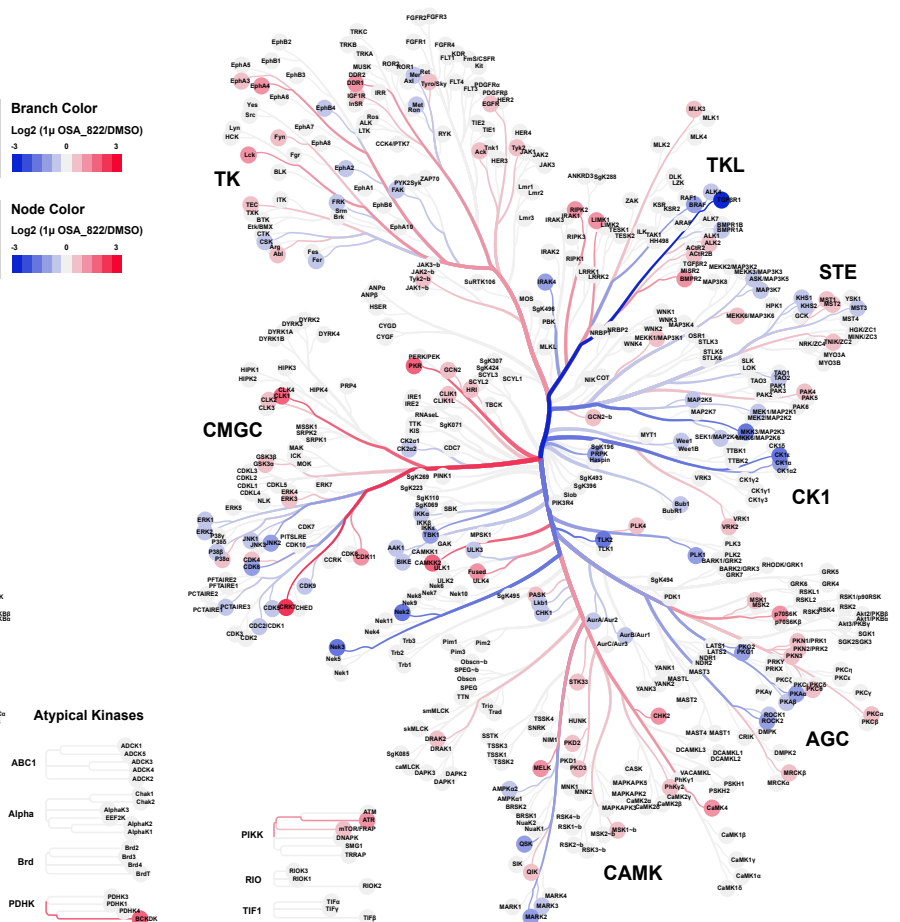 Branch Color
Log2 (1µ OSA_822/DMSO)
-3 0 3
Node Color
Log2 (1µ OSA_822/DMSO)
-3 0 3
TK
FGFR2 FGFR3
TRKC
EphB2
TRKB
FGFR1
FGFR4
TRKA
KDR
EphB1
FLT1
FmS/CSFR
Kit
EphA5
MUSK
ROR2
ROR1
DDR2
Mer
Ret
EphB3
EphA3
EphA4
DDR1
Axl
Tyro/Sky
FLT4
FLT3
PDGFRα
IRR
PDGFRβ
EphA6
IGF1R
InSR
HER2
EGFR
Yes
EphB4
Met
Ron
Src
Ros
ALK
LTK
TIE2
TIE1
Lyn
HCK
EphA7
Fyn
RYK
HER4
EphA8
CCK4/PTK7
Ack
Tnk1
Tyk2
JAK1
JAK2
JAK3
HER3
Lck
Fgr
BLK
EphA2
ZAP70
PYK2
Syk
FAK
EphA1
Lmr1
Lmr2
Lmr3
TEC
TXK
ITK
FRK
Srm
Brk
EphB6
BTK
Etk/BMX
CTK
CSK
EphA10
Arg
Abl
Fes
Fer
JAK3~b
JAK2~b
Tyk2~b
JAK1~b
SuRTK106
TKL
MLK3
MLK1
MLK4
MLK2
ANKRD3
SgK288
DLK
LZK
ZAK
ALK4
TGFBR1
RAF1
BRAF
KSR
KSR2
ARAF
RIPK2
IRAK1
IRAK3
LIMK1
LIMK2
TESK1
TESK2
ILK
TAK1
HH498
ALK7
BMPR1B
BMPR1A
ALK1
ALK2
ACtR2
ACtR2B
RIPK3
IRAK2
RIPK1
TGFβR2
MISR2
BMPR2
LRRK1
LRRK2
IRAK4
MOS
SgK496
PBK
MLKL
NRBP1
NRBP2
STE
MEKK2/MAP3K2
MEKK3/MAP3K3
ASK/MAP3K5
MAP3K8
MAP3K7
KHS1
KHS2
MST1
MST2
YSK1
MST3
HPK1
GCK
MST4
MEKK6/MAP3K6
WNK1
WNK3
MAP3K4
WNK2
MEKK1/MAP3K1
WNK4
OSR1
STLK3
HGK/ZC1
MINK/ZC3
TNIK/ZC2
NRK/ZC4
STLK5
STLK6
MYO3A
MYO3B
SLK
LOK
TAO1
TAO2
TAO3
NIK
COT
PAK1
PAK3
PAK2
PAK4
PAK5
PAK6
MAP2K5
MAP2K7
MEK1/MAP2K1
MEK2/MAP2K2
GCN2~b
MKK3/MAP2K3
MKK6/MAP2K6
SEK1/MAP2K4
MYT1
Wee1
Wee1B
CK1
SgK196
PRPK
Haspin
TTBK1
TTBK2
CK1δ
CK1ε
CK1α
CK1α2
CK1γ2
CK1γ1
CK1γ3
VRK3
SgK493
SgK396
Slob
PIK3R4
Bub1
BubR1
VRK1
VRK2
PLK4
PLK3
TLK2
TLK1
PLK1
PLK2
ANPα
ANPβ
HSER
CYGD
CYGF
CMGC
DYRK2
DYRK3
DYRK1A
DYRK1B
DYRK4
HIPK1
HIPK2
HIPK3
HIPK4
PRP4
CLK4
CLK1
CLK2
CLK3
MSSK1
SRPK2
SRPK1
MAK
ICK
MOK
GSK3β
GSK3α
CDKL3
CDKL2
CDKL1
CDKL4
CDKL5
ERK7
ERK4
ERK3
NLK
ERK5
ERK1
ERK2
P38γ
P38δ
P38β
P38α
JNK1
JNK3
JNK2
CDK7
PITSLRE
CDK10
CDK4
CDK6
CCRK
CDK8
CDK11
PFTAIRE2
PFTAIRE1
PCTAIRE2
PCTAIRE1
PCTAIRE3
CDK9
CDK5
CRK7
CHED
CDC2/CDK1
CDK3
CDK2
PERK/PEK
PKR
GCN2
SgK307
SgK424
SCYL3
SCYL2
SCYL1
HRI
CLIK1
CLIK1L
IRE1
IRE2
TBCK
RNAseL
TTK
KIS
SgK071
CK2α1
CK2α2
CDC7
SgK269
SgK223
PINK1
SgK110
SgK069
SBK
IKKα
IKKβ
IKKε
TBK1
GAK
MPSK1
AAK1
BIKE
CAMKK1
CAMKK2
ULK3
ULK1
Fused
ULK4
ULK2
Nek6
Nek8
Nek7
Nek9
Nek10
Nek2
Nek11
Nek4
Nek3
Nek5
Nek1
Trb3
Trb2
Trb1
SgK495
PASK
Lkb1
CHK1
Pim1
Pim2
Pim3
Obscn~b
SPEG~b
Obscn
SPEG
TTN
smMLCK
Trio
Trad
skMLCK
DRAK2
DRAK1
SgK085
caMLCK
DAPK3
DAPK2
DAPK1
AGC
BARK1/GRK2
BARK2/GRK3
RHODK/GRK1
GRK7
GRK6
GRK4
GRK5
SgK494
PDK1
RSKL1
RSKL2
MSK1
MSK2
RSK1/p90RSK
RSK2
RSK3
RSK4
p70S6K
p70S6Kβ
Akt2/PKBβ
Akt1/PKBα
Akt3/PKBγ
SGK1
SGK2
SGK3
AurA/Aur2
AurB/Aur1
AurC/Aur3
LATS1
LATS2
PKG2
PKG1
PKN1/PRK1
PKN2/PRK2
PKN3
NDR1
NDR2
MAST3
PRKY
PRKX
PKCη
PKCε
PKCζ
PKCι
PKCδ
PKCθ
PKAγ
PKAα
PKAβ
PKCγ
PKCα
PKCβ
YANK1
YANK2
YANK3
MASTL
MAST2
ROCK1
ROCK2
DMPK
CRIK
MAST4
MAST1
DMPK2
MRCKβ
MRCKα
CAMK
STK33
CHK2
TSSK4
SNRK
HUNK
NIM1
SSTK
TSSK3
TSSK1
TSSK2
PKD2
PKD1
PKD3
MELK
DCAMKL3
DCAMKL1
DCAMKL2
CASK
VACAMKL
PhKγ1
PhKγ2
PSKH1
PSKH2
MNK1
MNK2
MAPKAPK5
MAPKAPK2
MAPKAPK3
CaMK2γ
CaMK2α
CaMK2β
CaMK2δ
CaMK4
AMPKα2
AMPKα1
BRSK2
BRSK1
NuaK2
NuaK1
RSK4~b
RSK1~b
MSK2~b
MSK1~b
RSK2~b
RSK3~b
QSK
SIK
QIK
MARK4
MARK1
MARK3
MARK2
CaMK1β
CaMK1γ
CaMK1α
CaMK1δ
Atypical Kinases
ABC1
ADCK1
ADCK5
ADCK3
ADCK4
ADCK2
Alpha
Chak1
Chak2
AlphaK3
EEF2K
AlphaK2
AlphaK1
Brd
Brd2
Brd3
Brd4
BrdT
PDHK
PDHK3
PDHK1
PDHK4
BCKDK
PIKK
ATM
ATR
mTOR/FRAP
DNAPK
SMG1
TRRAP
RIO
RIOK3
RIOK1
RIOK2
TIF1
TIFα
TIFγ
TIFβ